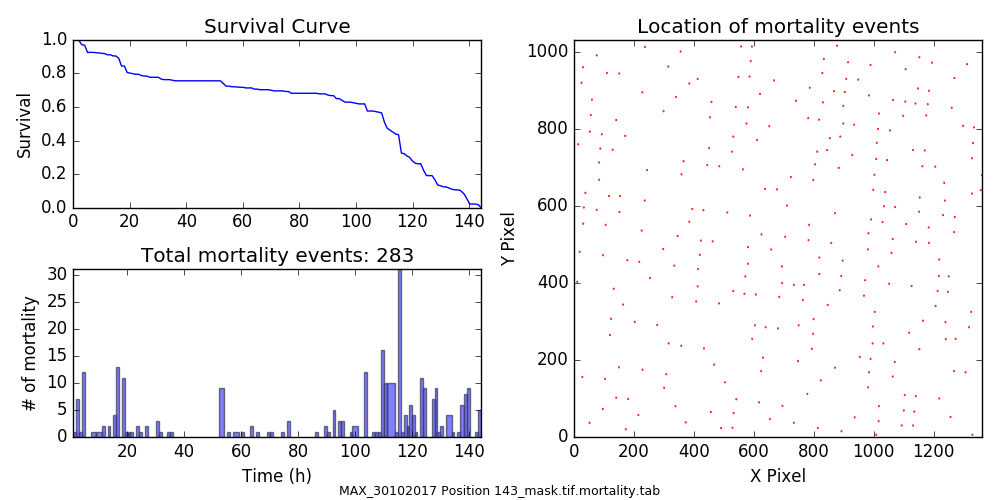 Survival Curve
Survival
1.0
0.8
0.6
0.4
0.2
0.0
0 20 40 60 80 100 120 140
Total mortality events: 283
# of mortality
30
25
20
15
10
5
0
20 40 60 80 100 120 140
Time (h)
Location of mortality events
Y Pixel
1000
800
600
400
200
0
0 200 400 600 800 1000 1200
X Pixel
MAX_30102017 Position 143_mask.tif.mortality.tab